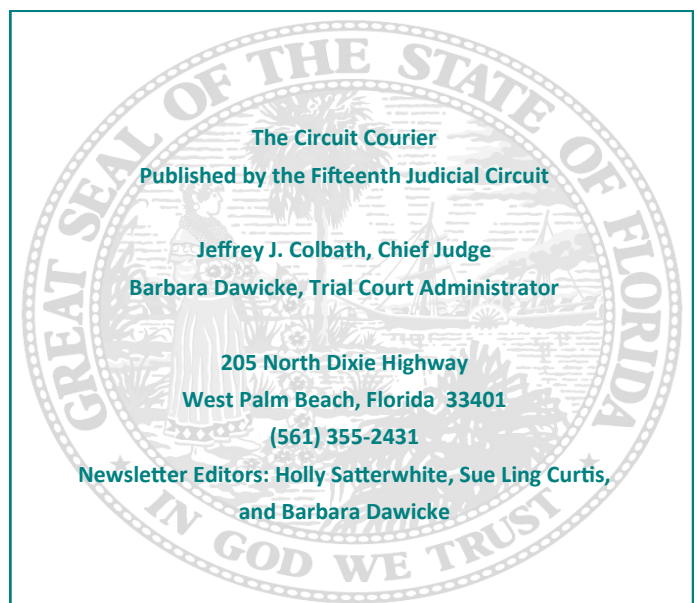 GREAT SEAL OF THE STATE OF FLORIDA
The Circuit Courier
Published by the Fifteenth Judicial Circuit
Jeffrey J. Colbath, Chief Judge
Barbara Dawicke, Trial Court Administrator
205 North Dixie Highway
West Palm Beach, Florida  33401
(561) 355-2431
Newsletter Editors: Holly Satterwhite, Sue Ling Curtis,
and Barbara Dawicke
IN GOD WE TRUST